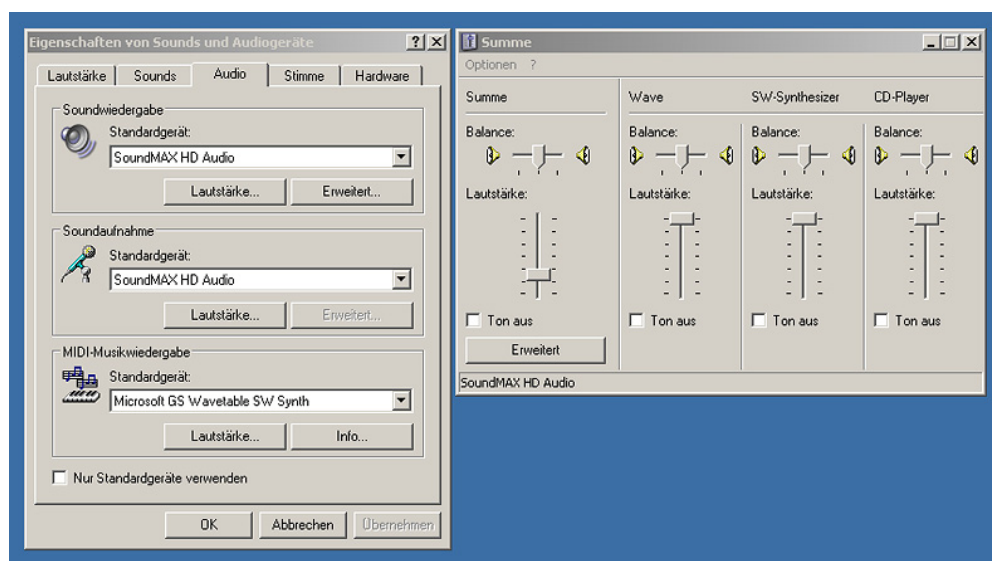 Eigenschaften von Sounds und Audiogeräte
Lautstärke Sounds Audio Stimme Hardware
Soundwiedergabe
Standardgerät:
SoundMAX HD Audio
Lautstärke... Erweitert...
Soundaufnahme
Standardgerät:
SoundMAX HD Audio
Lautstärke... Erweitert...
MIDI-Musikwiedergabe
Standardgerät:
Microsoft GS Wavetable SW Synth
Lautstärke... Info...
Nur Standardgeräte verwenden
OK Abbrechen Übernehmen
Summe
Optionen ?
Summe Wave SW-Synthesizer CD-Player
Balance: Balance: Balance: Balance:
Lautstärke: Lautstärke: Lautstärke: Lautstärke:
Ton aus Ton aus Ton aus Ton aus
Erweitert
SoundMAX HD Audio